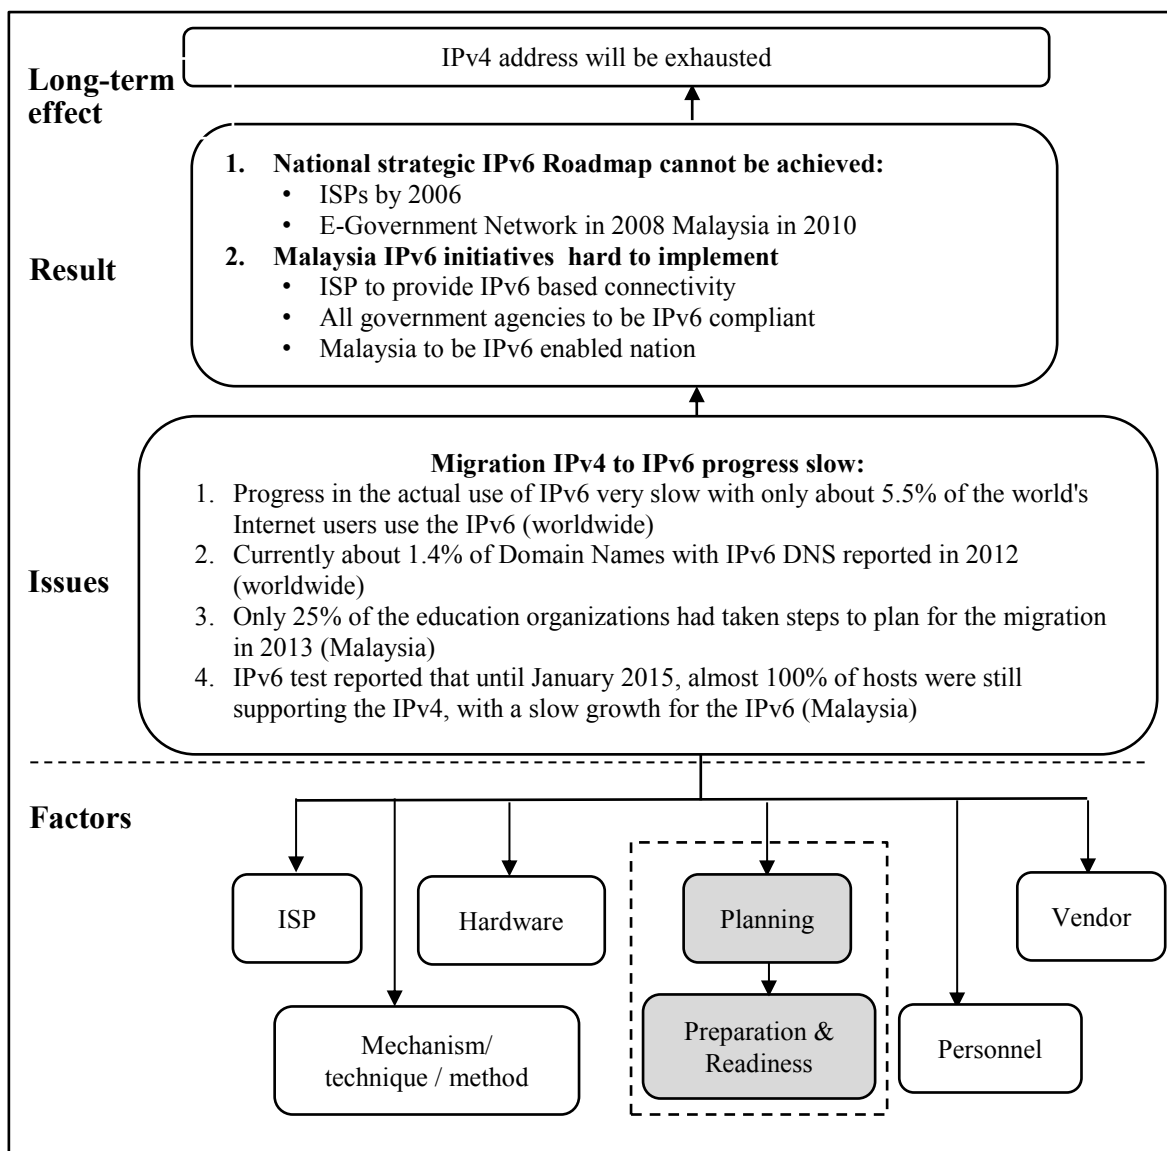 IPv4 address will be exhausted
Long-term
effect
1. National strategic IPv6 Roadmap cannot be achieved:
• ISPs by 2006
• E-Government Network in 2008 Malaysia in 2010
2. Malaysia IPv6 initiatives hard to implement
• ISP to provide IPv6 based connectivity
• All government agencies to be IPv6 compliant
• Malaysia to be IPv6 enabled nation
Result
Migration IPv4 to IPv6 progress slow:
1. Progress in the actual use of IPv6 very slow with only about 5.5% of the world's
Internet users use the IPv6 (worldwide)
2. Currently about 1.4% of Domain Names with IPv6 DNS reported in 2012
(worldwide)
3. Only 25% of the education organizations had taken steps to plan for the migration
in 2013 (Malaysia)
4. IPv6 test reported that until January 2015, almost 100% of hosts were still
supporting the IPv4, with a slow growth for the IPv6 (Malaysia)
Issues
Factors
ISP
Hardware
Planning
Vendor
Mechanism/
technique / method
Preparation &
Readiness
Personnel